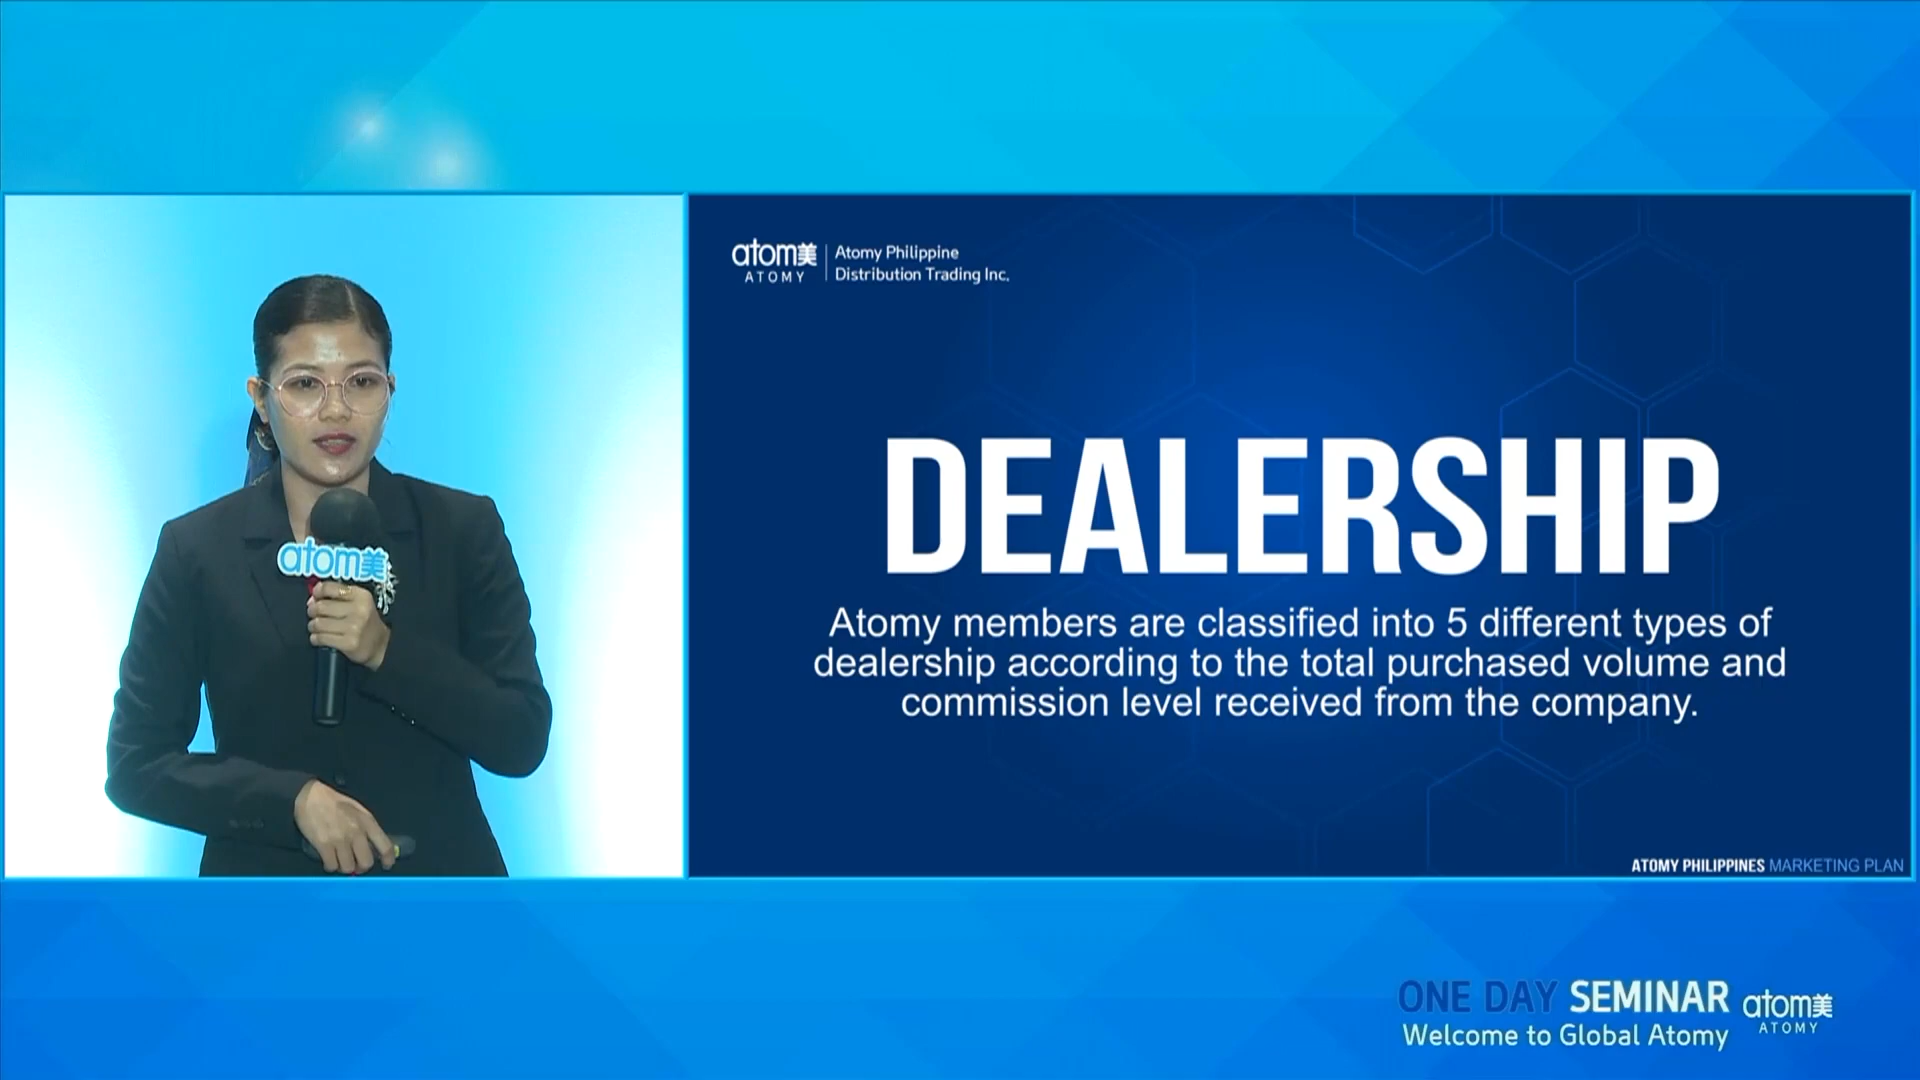 atom美
ATOMY
Atomy Philippine
Distribution Trading Inc.
DEALERSHIP
Atomy members are classified into 5 different types of
dealership according to the total purchased volume and
commission level received from the company.
atom美
ATOMY PHILIPPINES MARKETING PLAN
ONE DAY SEMINAR
Welcome to Global Atomy
atom美
ATOMY